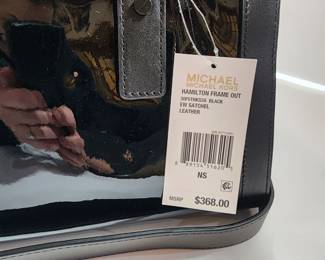 MICHAEL
MICHAEL KORS
HAMILTON FRAME OUT
BLACK
EW SATCHEL
LEATHER
NS
MSRP $368.00